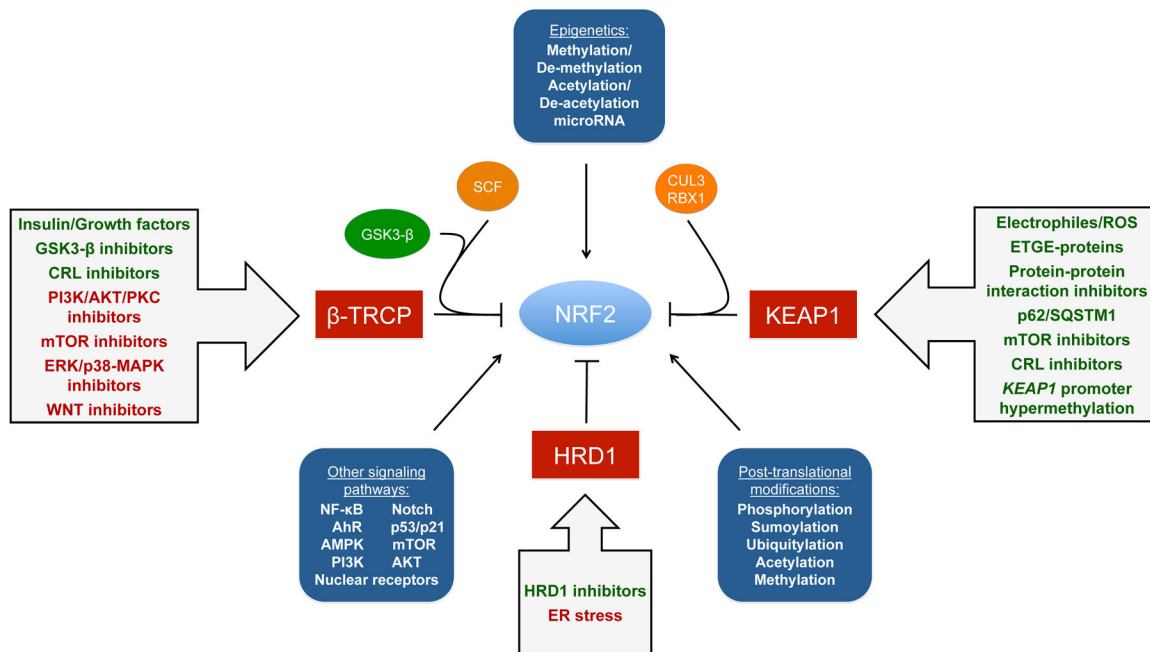 Epigenetics:
Methylation/
De-methylation
Acetylation/
De-acetylation
microRNA
SCF
CUL3
RBX1
GSK3-β
Insulin/Growth factors
GSK3-β inhibitors
CRL inhibitors
PI3K/AKT/PKC
inhibitors
mTOR inhibitors
ERK/p38-MAPK
inhibitors
WNT inhibitors
β-TRCP
NRF2
KEAP1
Electrophiles/ROS
ETGE-proteins
Protein-protein
interaction inhibitors
p62/SQSTM1
mTOR inhibitors
CRL inhibitors
KEAP1 promoter
hypermethylation
HRD1
Other signaling
pathways:
NF-κB Notch
AhR p53/p21
AMPK mTOR
PI3K AKT
Nuclear receptors
Post-translational
modifications:
Phosphorylation
Sumoylation
Ubiquitylation
Acetylation
Methylation
HRD1 inhibitors
ER stress